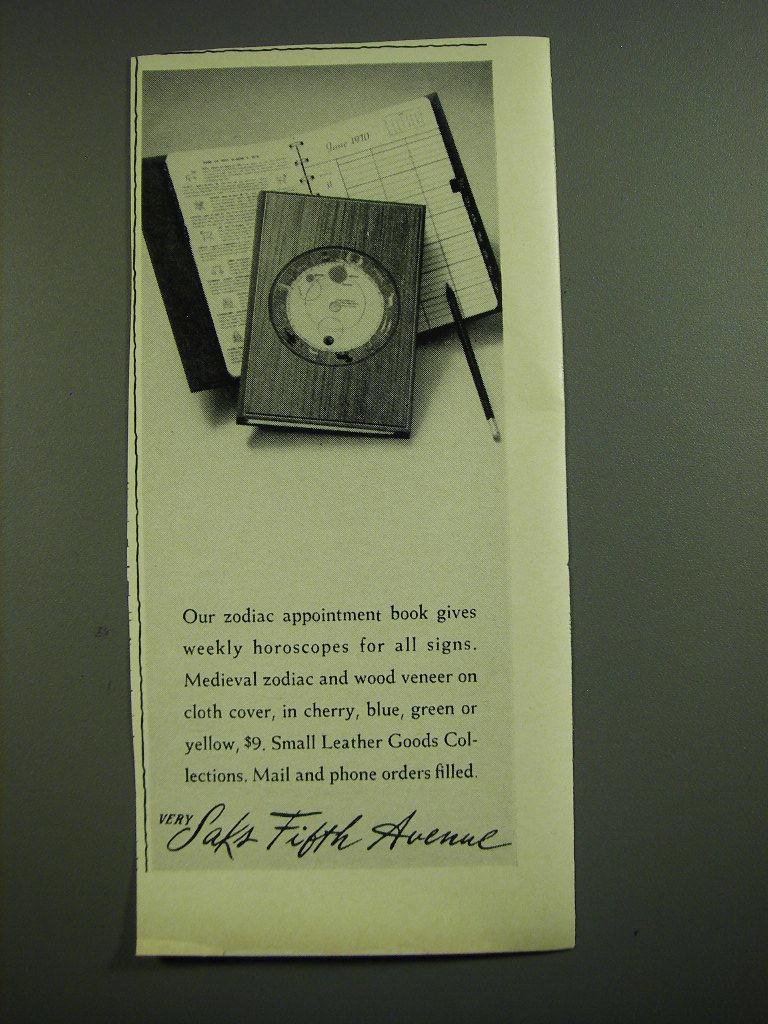 June 1970
Our zodiac appointment book gives
weekly horoscopes for all signs.
Medieval zodiac and wood veneer on
cloth cover, in cherry, blue, green or
yellow, $9. Small Leather Goods Col-
lections. Mail and phone orders filled.
VERY Saks Fifth Avenue